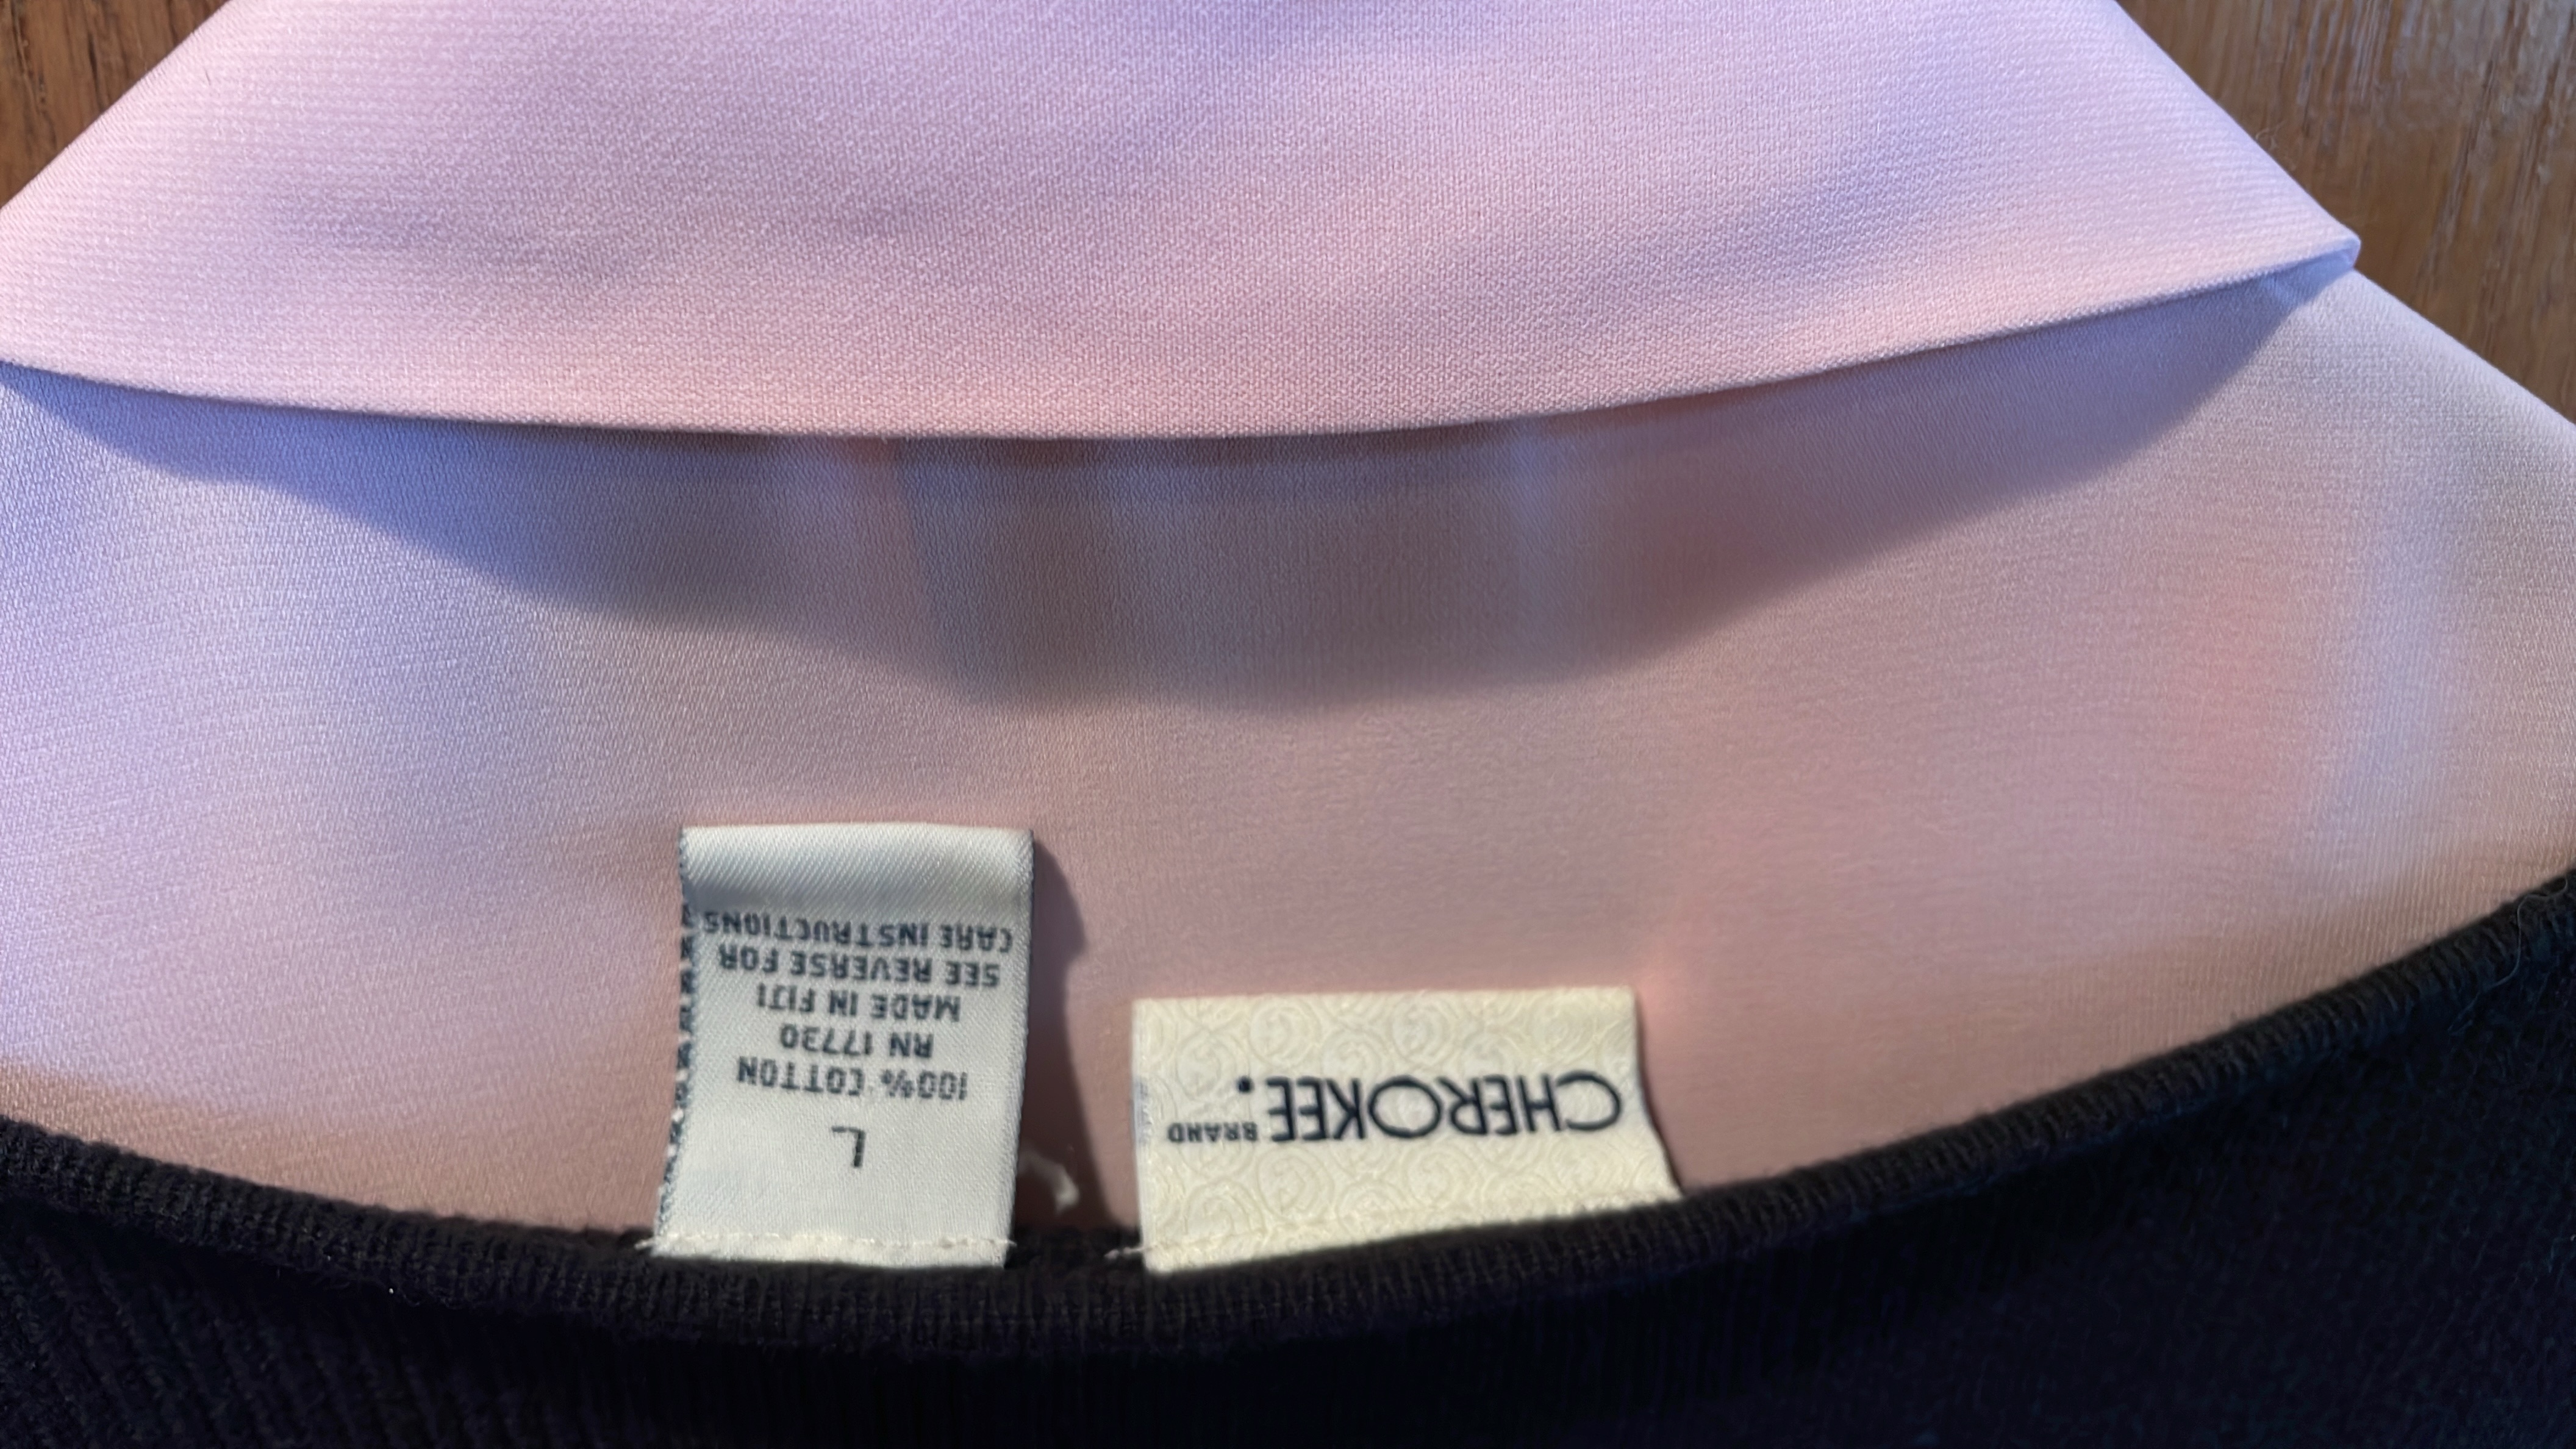 L
100% COTTON
RN 17730
MADE IN FIJI
SEE REVERSE FOR
CARE INSTRUCTIONS
CHEROKEE.
BRAND